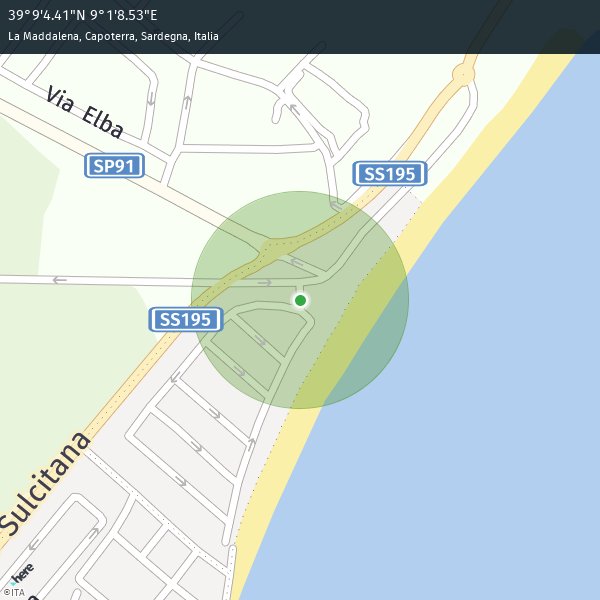 39°9'4.41"N 9°1'8.53"E
La Maddalena, Capoterra, Sardegna, Italia
Via Elba
SP91
SS195
SS195
Sulcitana
here
©ITA